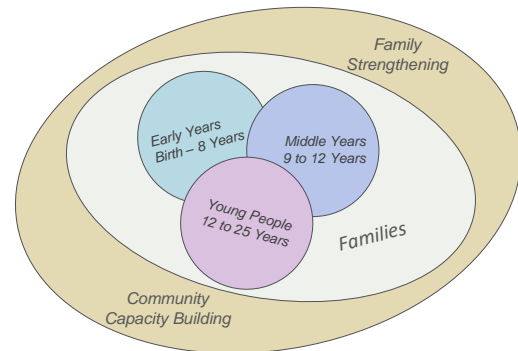 Family
Strengthening
Early Years
Birth – 8 Years
Middle Years
9 to 12 Years
Young People
12 to 25 Years
Families
Community
Capacity Building